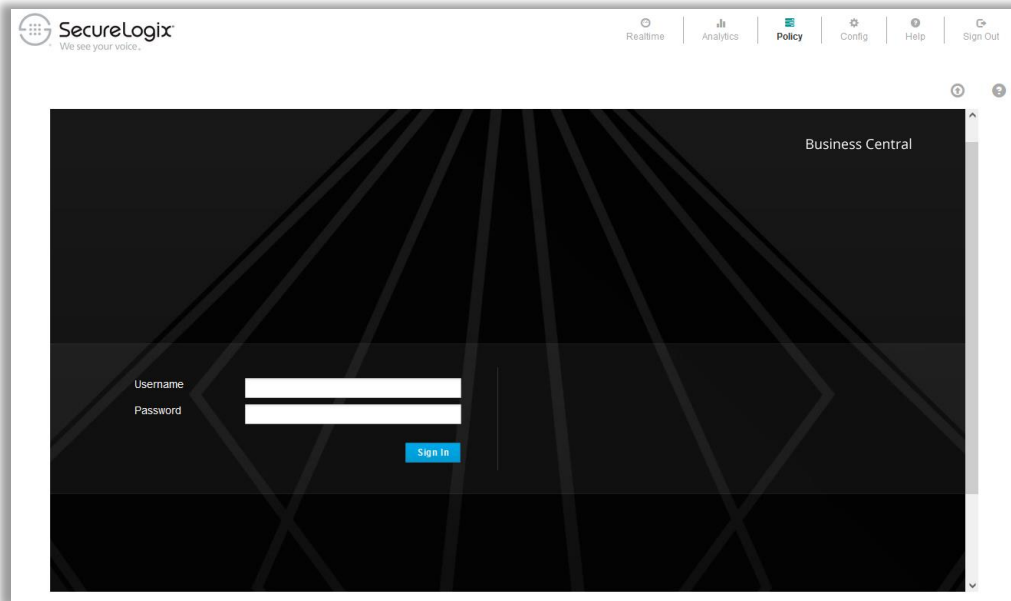 SecureLogix
We see your voice.
Realtime
Analytics
Policy
Config
Help
Sign Out
Business Central
Username
Password
Sign In